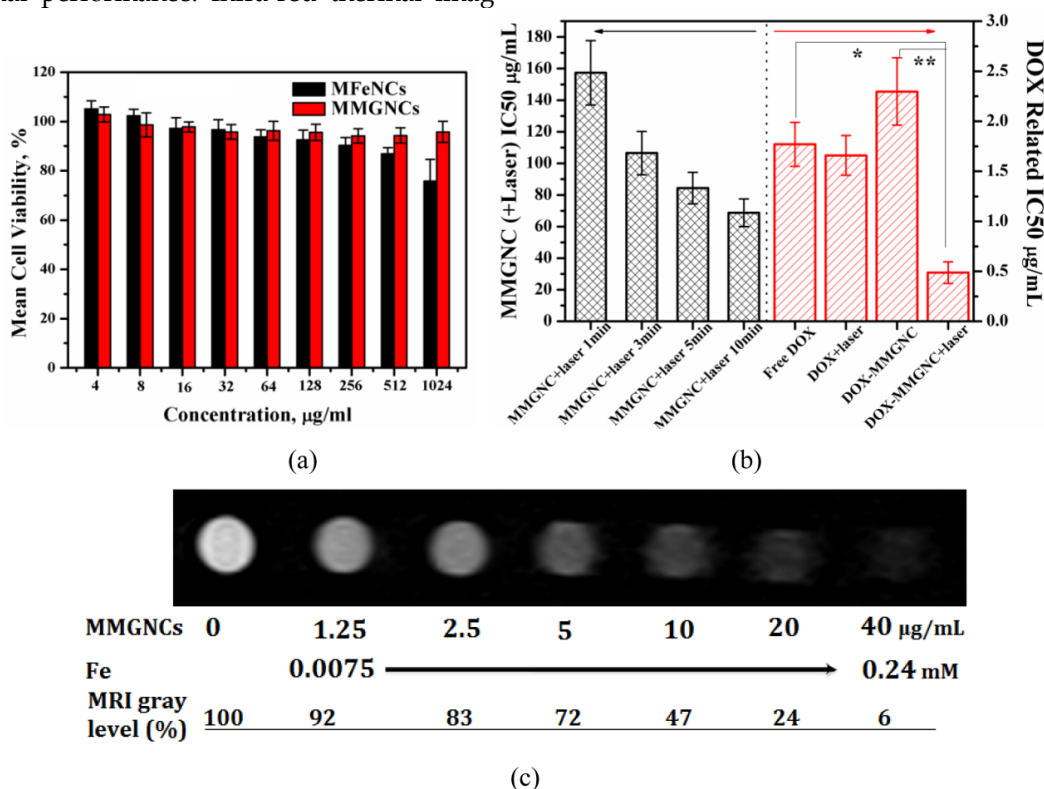 nal performance. Infra-red thermal imag-
120
100
80
60
40
20
0
Mean Cell Viability, %
MFeNCs
MMGNCs
4 8 16 32 64 128 256 512 1024
Concentration, μg/ml
(a)
(b)
180
160
140
120
100
80
60
40
20
0
MMGNC (+Laser) IC50 μg/mL
* **
3.0
2.5
2.0
1.5
1.0
0.5
0.0
DOX Related IC50 μg/mL
MMGNC+laser 1min
MMGNC+laser 3min
MMGNC+laser 5min
MMGNC+laser 10min
Free DOX
DOX+laser
DOX-MMGNC
DOX-MMGNC+laser
(b)
MMGNCs 0 1.25 2.5 5 10 20 40 μg/mL
Fe 0.0075 0.24 mM
MRI gray
level (%) 100 92 83 72 47 24 6
(c)